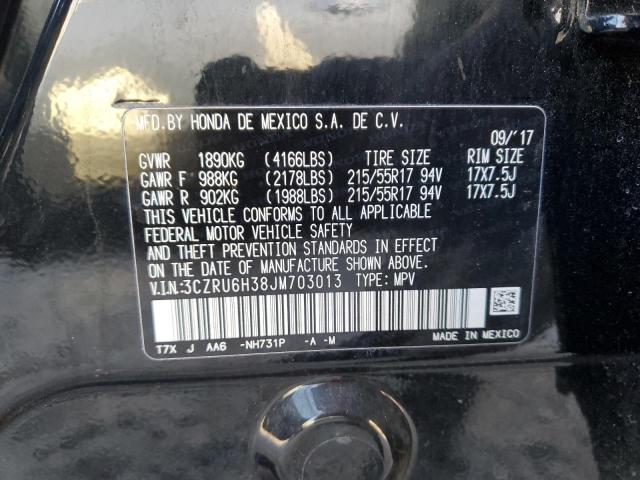 MFD.BY HONDA DE MEXICO S.A. DE C.V.
09/'17
GVWR 1890KG (4166LBS) TIRE SIZE RIM SIZE
GAWR F 988KG (2178LBS) 215/55R17 94V 17X7.5J
GAWR R 902KG (1988LBS) 215/55R17 94V 17X7.5J
THIS VEHICLE CONFORMS TO ALL APPLICABLE
FEDERAL MOTOR VEHICLE SAFETY
AND THEFT PREVENTION STANDARDS IN EFFECT
ON THE DATE OF MANUFACTURE SHOWN ABOVE.
V.I.N:3CZRU6H38JM703013 TYPE: MPV
T7X J AA6 -NH731P -A -M
MADE IN MEXICO